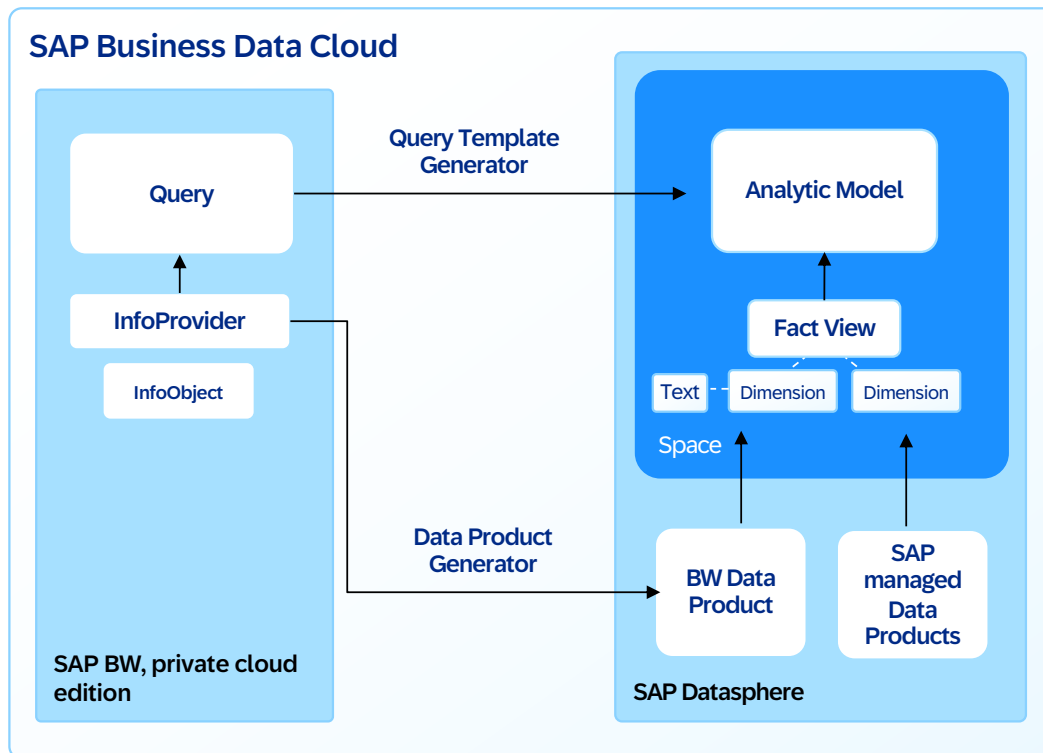 SAP Business Data Cloud
Query
InfoProvider
InfoObject
SAP BW, private cloud
edition
Query Template
Generator
Data Product
Generator
Analytic Model
Fact View
Text
Dimension
Dimension
Space
BW Data
Product
SAP
managed
Data
Products
SAP Datasphere